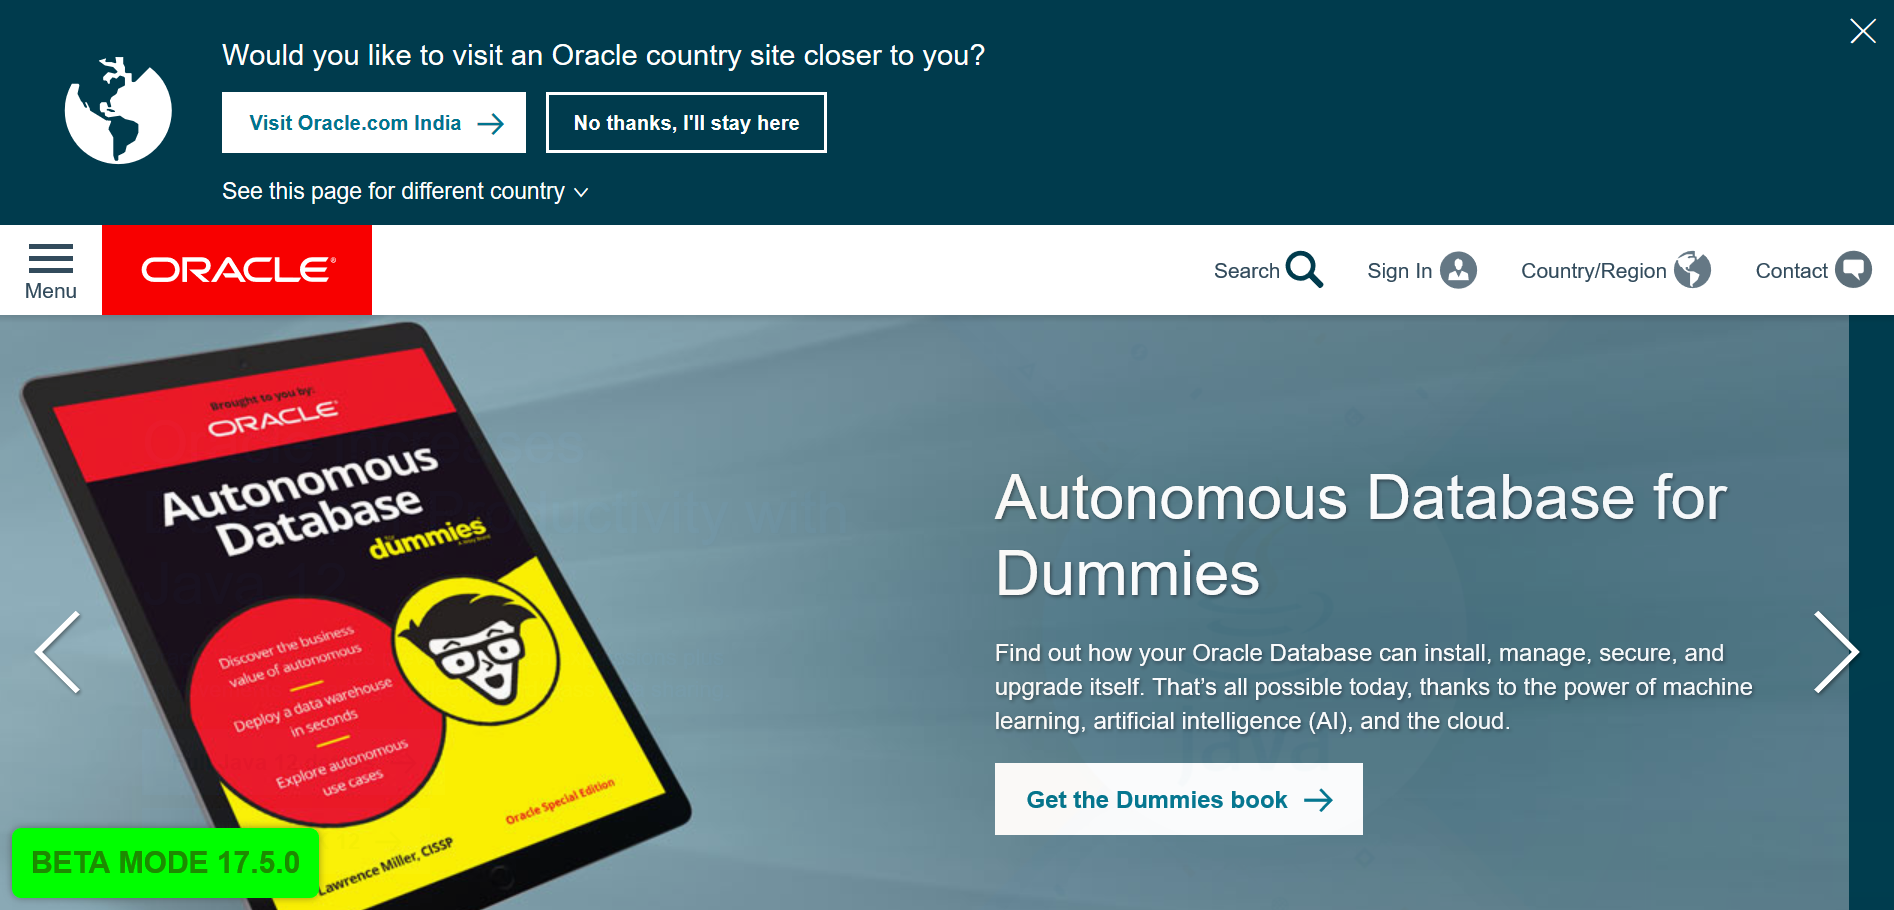 Would you like to visit an Oracle country site closer to you?
Visit Oracle.com India
No thanks, I'll stay here
See this page for different country
Menu
ORACLE®
Search
Sign In
Country/Region
Contact
Brought to you by:
ORACLE®
Autonomous
Database
for
dummies®
A Wiley Brand
Discover the business
value of autonomous
Deploy a data warehouse
in seconds
Explore autonomous
use cases
Oracle Special Edition
Lawrence Miller, CISSP
Autonomous Database for
Dummies
Find out how your Oracle Database can install, manage, secure, and
upgrade itself. That’s all possible today, thanks to the power of machine
learning, artificial intelligence (AI), and the cloud.
Get the Dummies book
BETA MODE 17.5.0
Java 12
Java